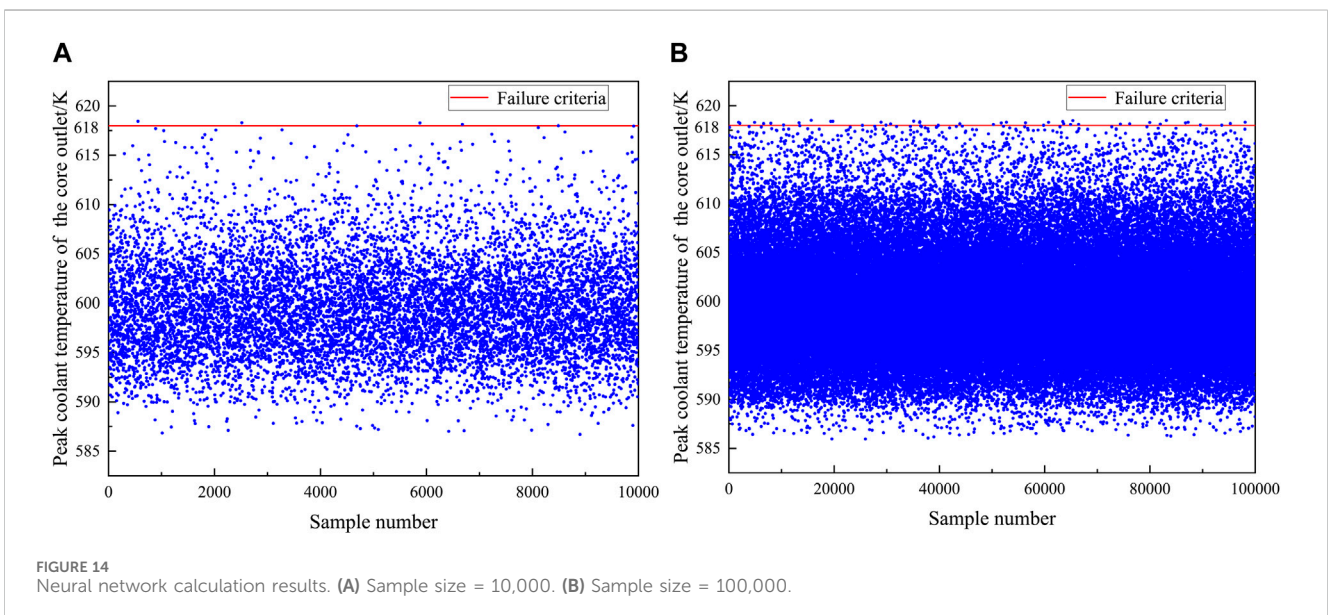 A
Failure criteria
620
618
615
610
605
600
595
590
585
Peak coolant temperature of the core outlet/K
0 2000 4000 6000 8000 10000
Sample number
B
Failure criteria
620
618
615
610
605
600
595
590
585
Peak coolant temperature of the core outlet/K
0 20000 40000 60000 80000 100000
Sample number
FIGURE 14
Neural network calculation results. (A) Sample size = 10,000. (B) Sample size = 100,000.